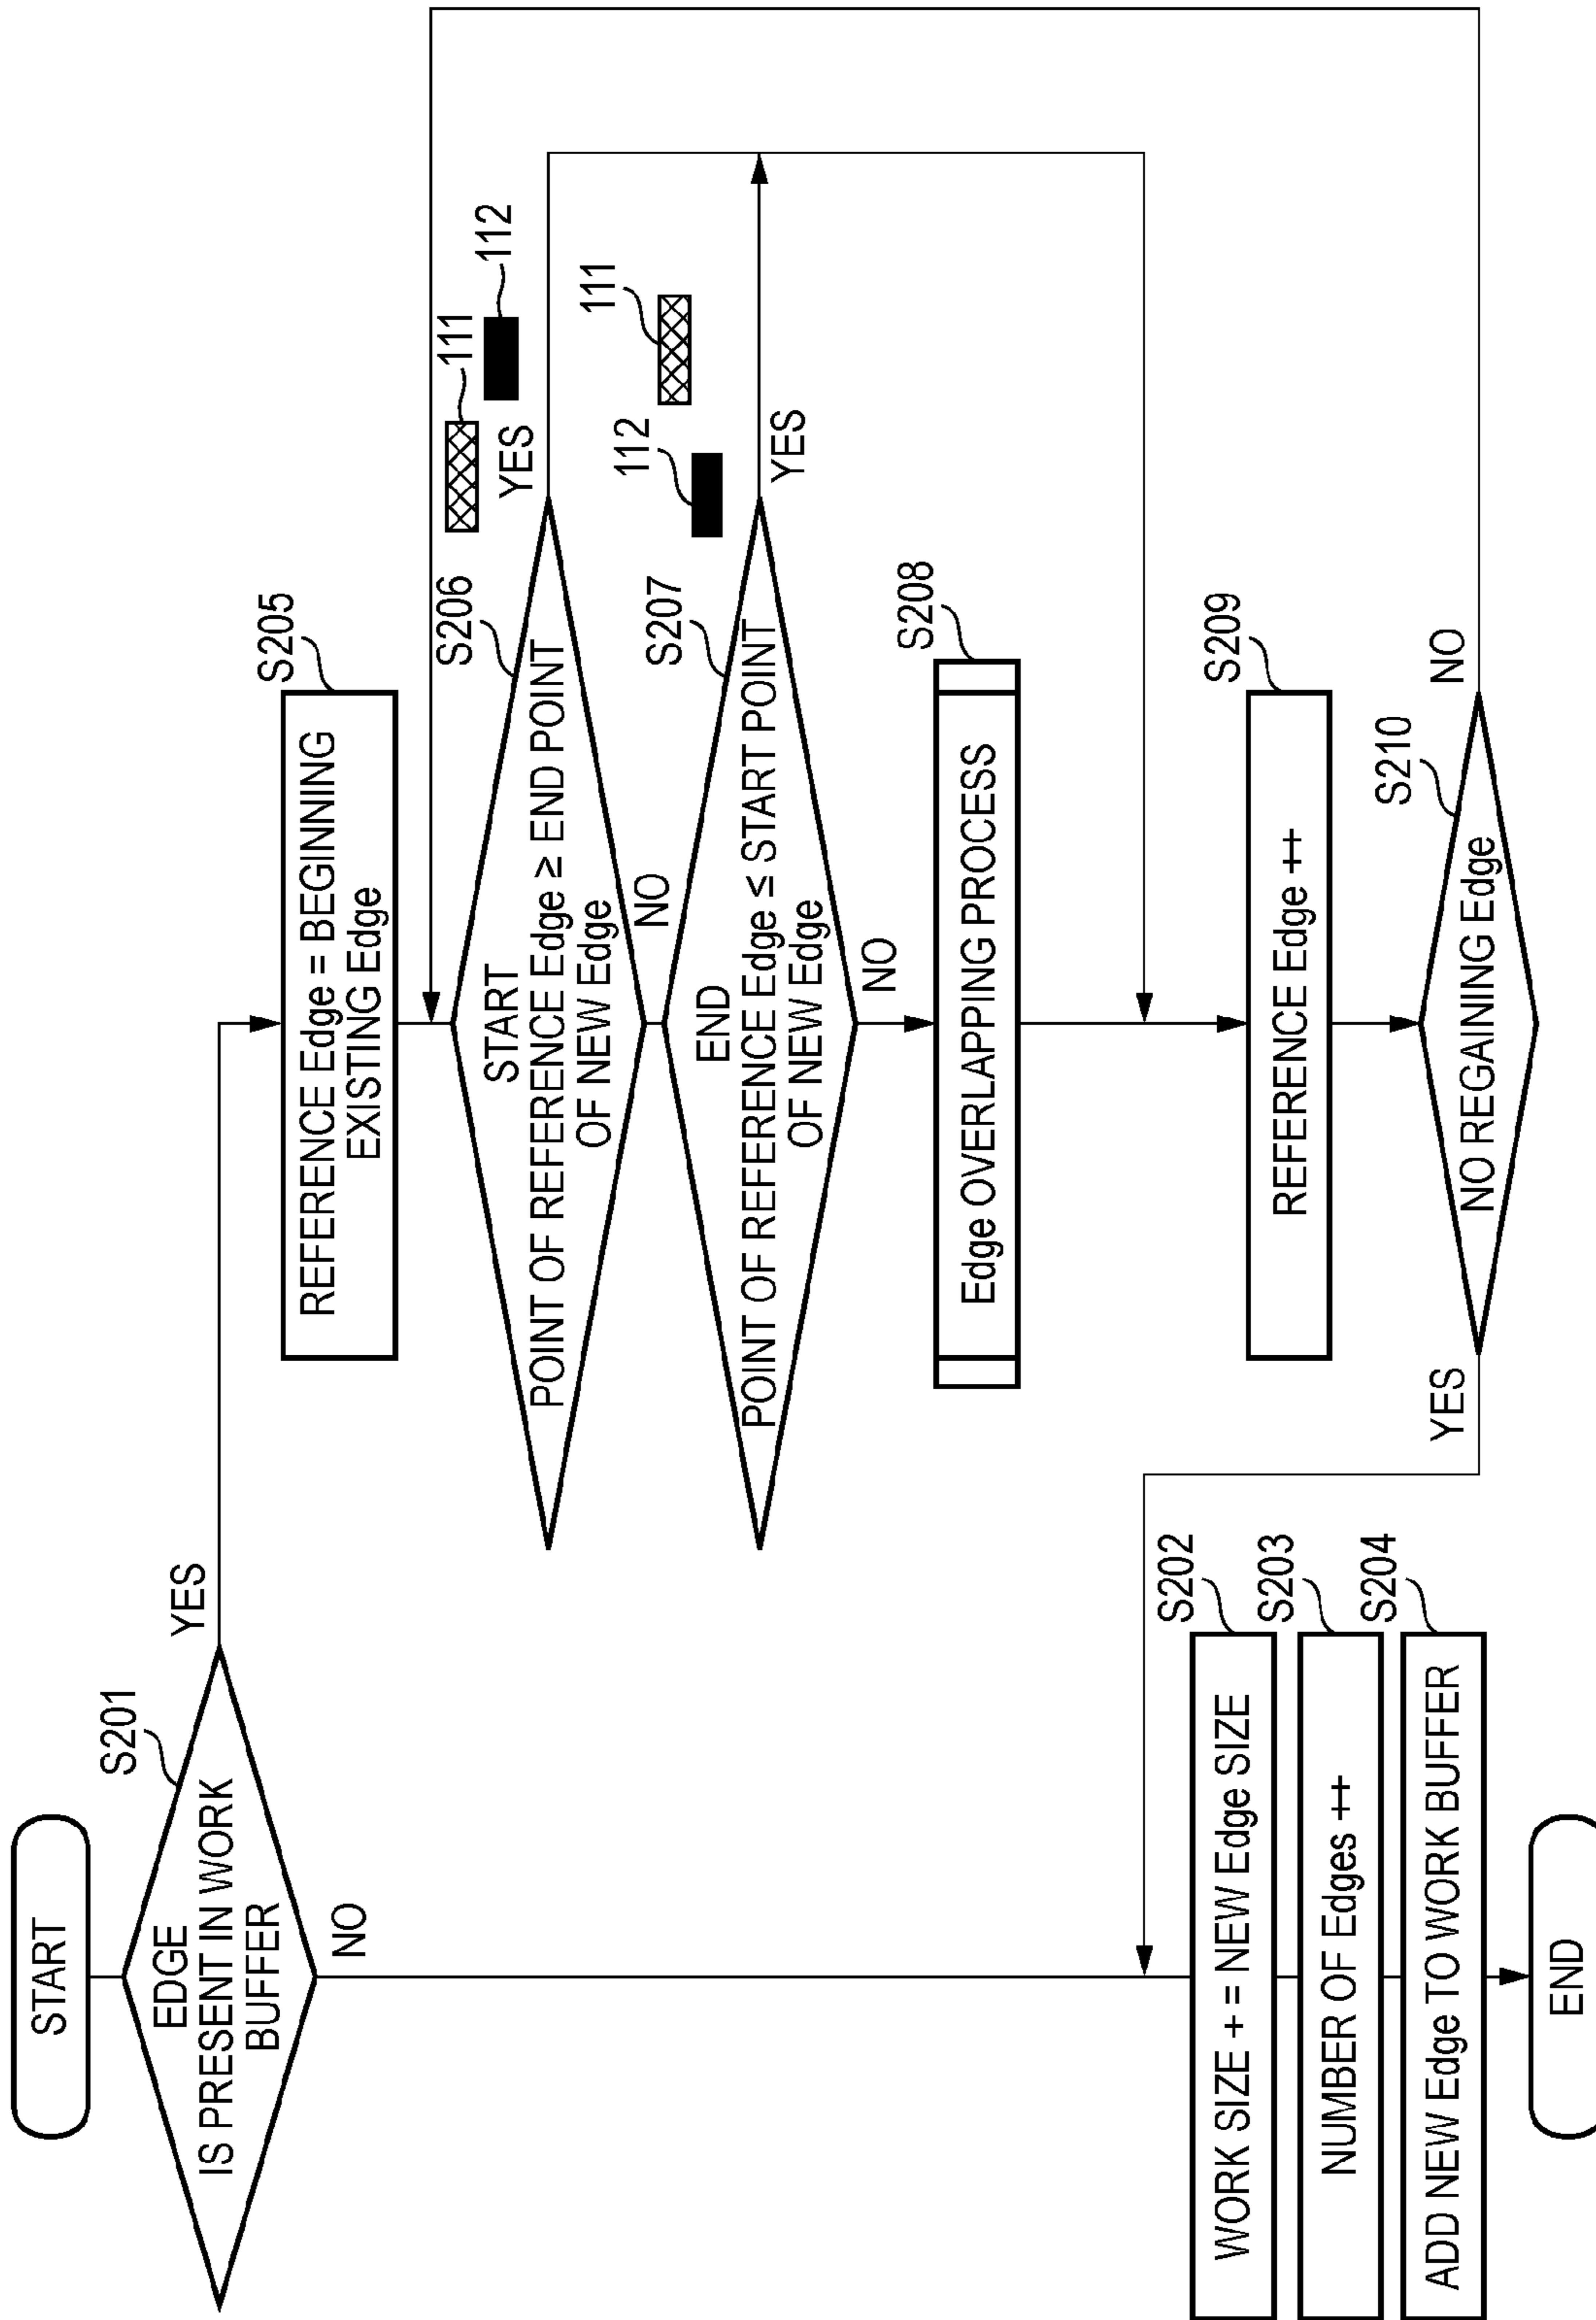 START
S201
EDGE
IS PRESENT IN WORK
BUFFER
YES
NO
S205
REFERENCE Edge = BEGINNING
EXISTING Edge
S206
START
POINT OF REFERENCE Edge ≥ END POINT
OF NEW Edge
YES
111
112
NO
S207
END
POINT OF REFERENCE Edge ≤ START POINT
OF NEW Edge
YES
112
111
NO
S208
Edge OVERLAPPING PROCESS
S209
REFERENCE Edge ++
S210
NO REGAINING Edge
NO
YES
S202
WORK SIZE + = NEW Edge SIZE
S203
NUMBER OF Edges ++
S204
ADD NEW Edge TO WORK BUFFER
END